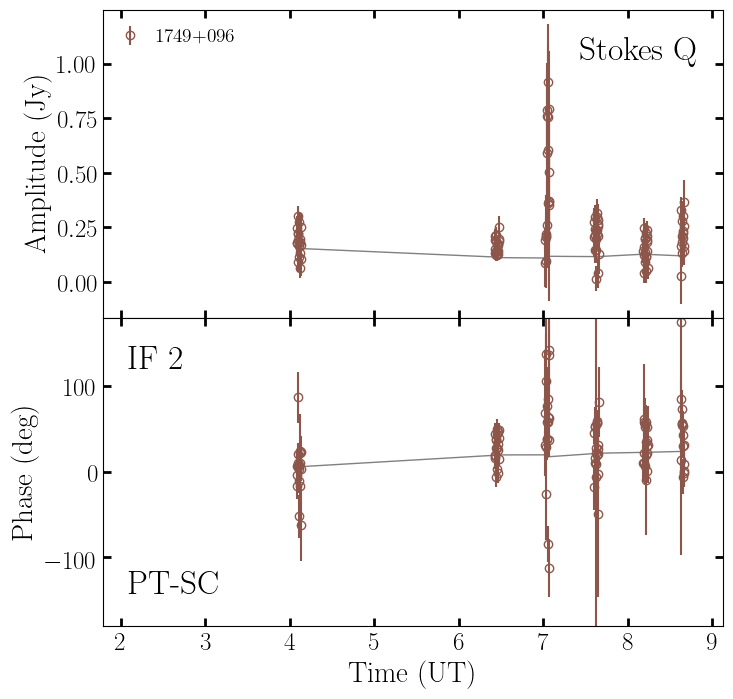 1749+096
Stokes Q
Amplitude (Jy)
1.00
0.75
0.50
0.25
0.00
IF 2
Phase (deg)
100
0
−100
PT-SC
2 3 4 5 6 7 8 9
Time (UT)